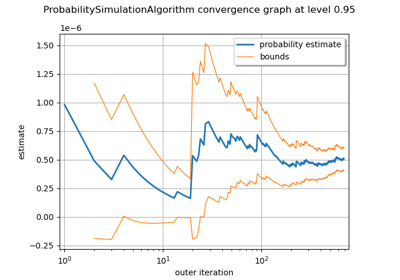 ProbabilitySimulationAlgorithm convergence graph at level 0.95
1e−6
probability estimate
bounds
1.50
1.25
1.00
0.75
0.50
0.25
0.00
−0.25
estimate
10⁰ 10¹ 10²
outer iteration